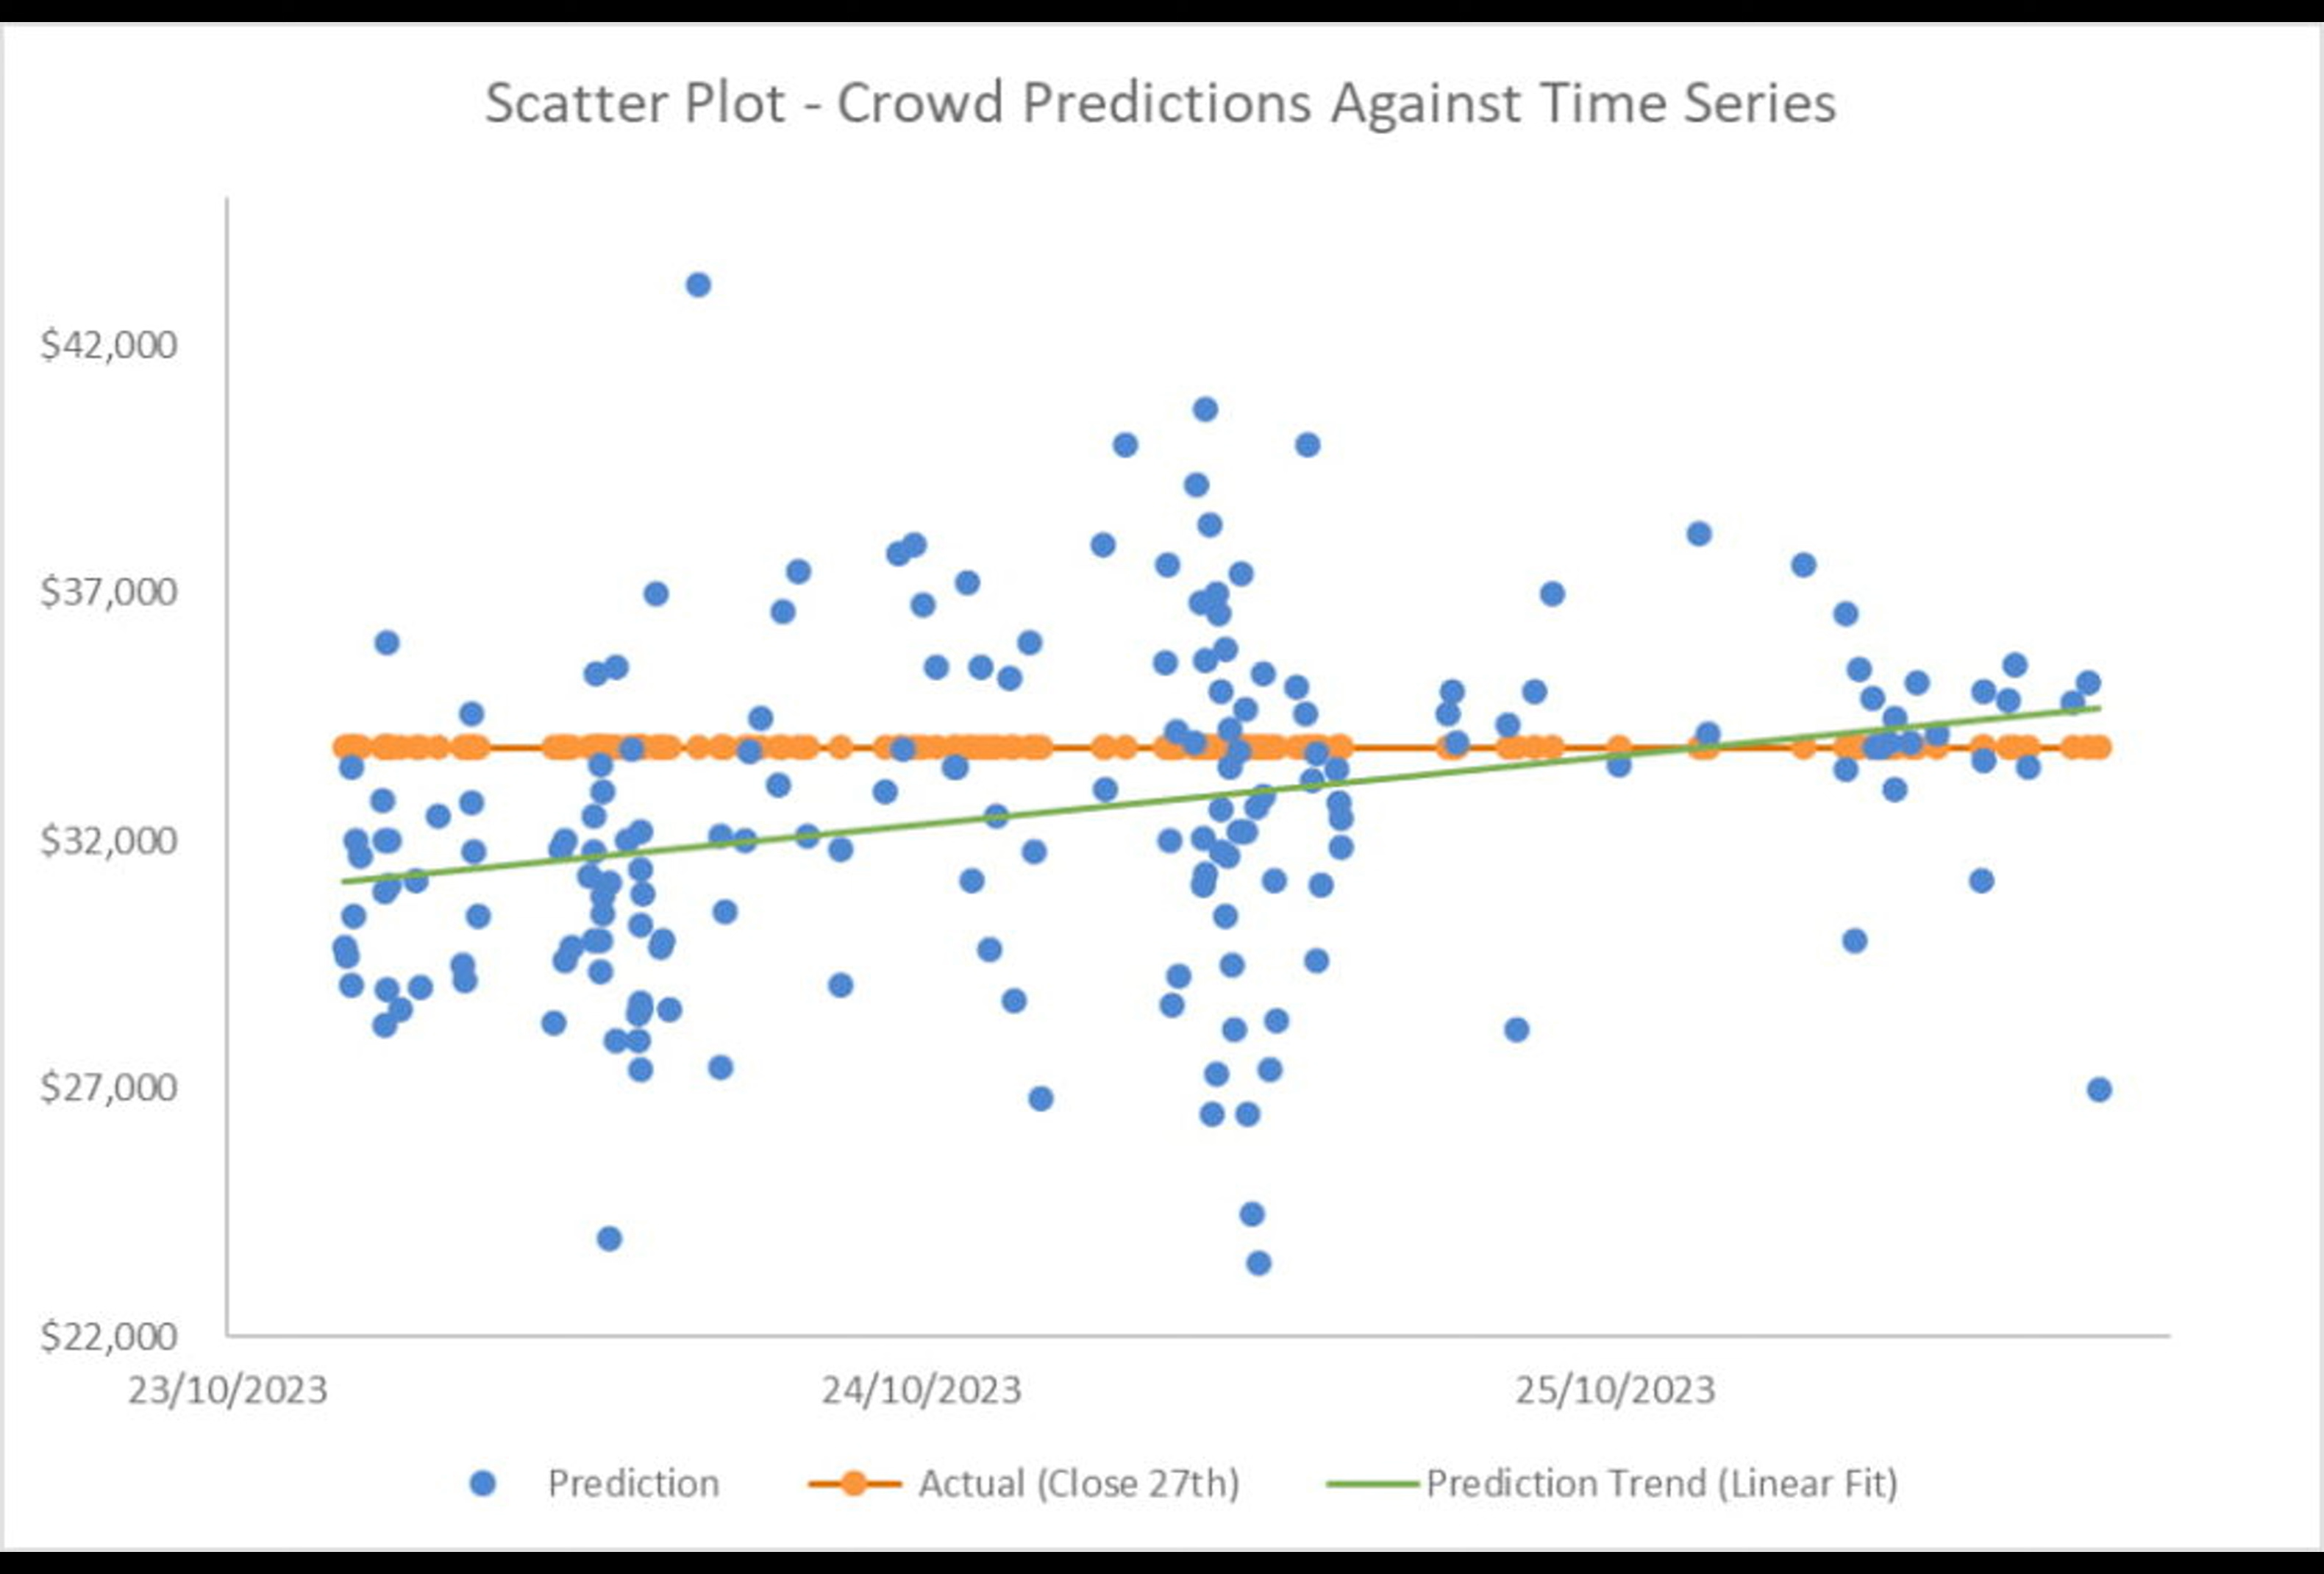 Scatter Plot - Crowd Predictions Against Time Series
$42,000
$37,000
$32,000
$27,000
$22,000
23/10/2023 24/10/2023 25/10/2023
Prediction Actual (Close 27th) Prediction Trend (Linear Fit)